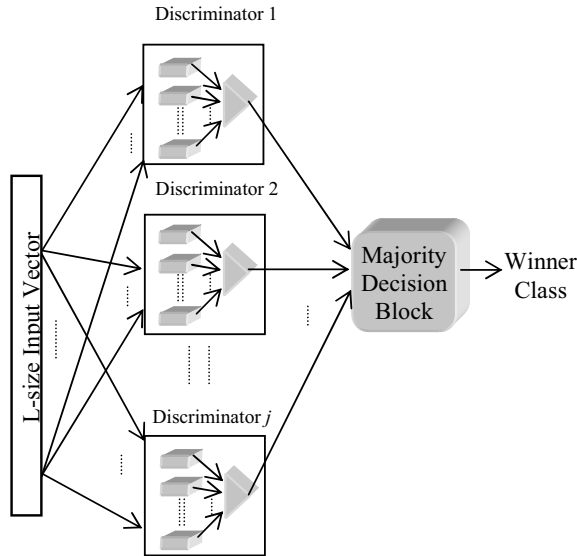 Discriminator 1
Discriminator 2
L-size Input Vector
Majority
Decision
Block
Winner
Class
Discriminator j